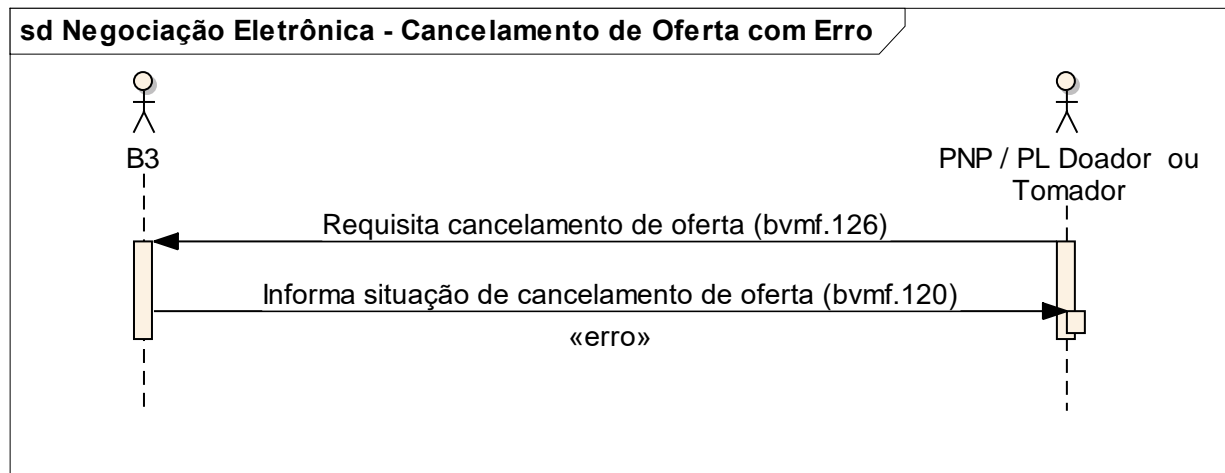 sd Negociação Eletrônica - Cancelamento de Oferta com Erro
B3
PNP / PL Doador ou
Tomador
Requisita cancelamento de oferta (bvmf.126)
Informa situação de cancelamento de oferta (bvmf.120)
«erro»